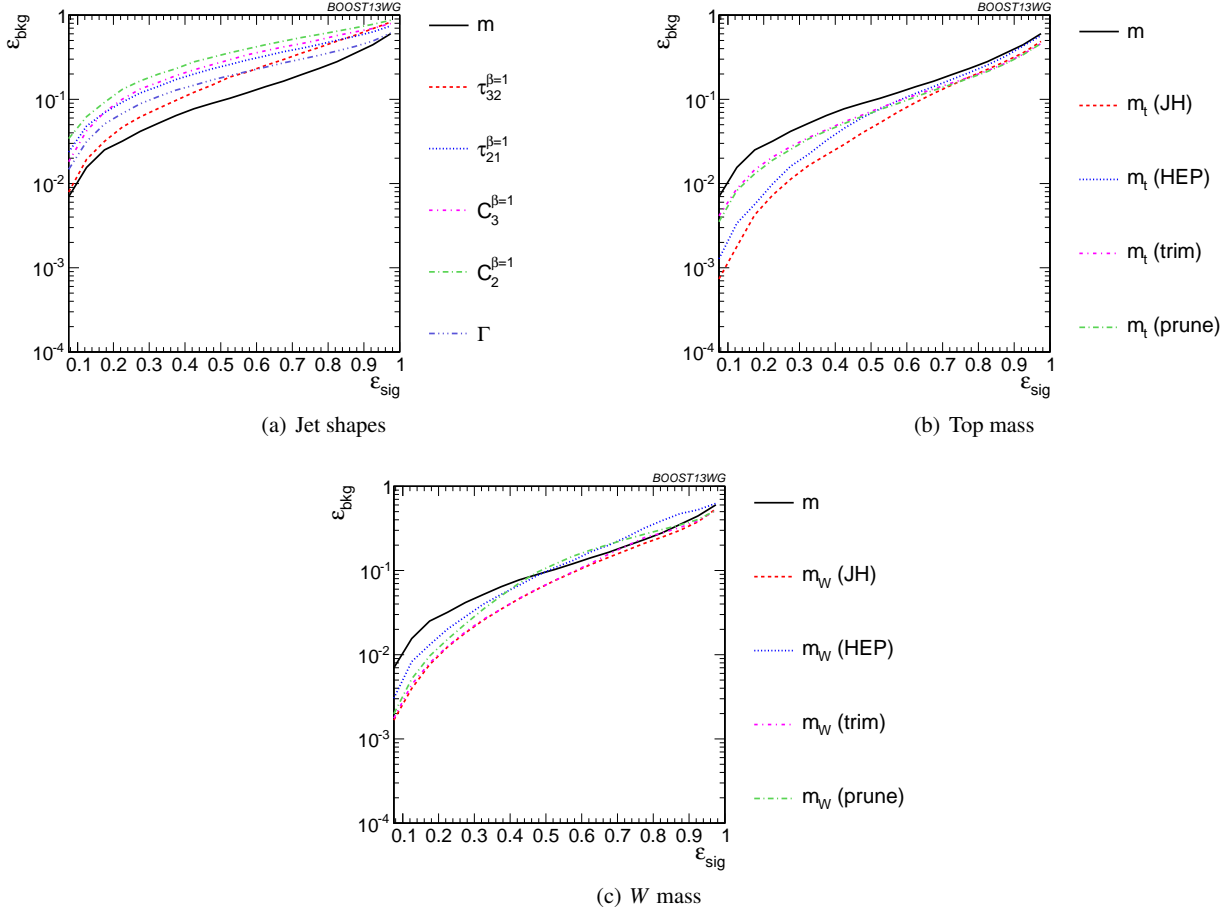 BOOST13WG
ε_bkg
1
10^-1
10^-2
10^-3
10^-4
0.1 0.2 0.3 0.4 0.5 0.6 0.7 0.8 0.9 1
ε_sig
m
τ_32^β=1
τ_21^β=1
C_3^β=1
C_2^β=1
Γ
(a) Jet shapes
BOOST13WG
ε_bkg
1
10^-1
10^-2
10^-3
10^-4
0.1 0.2 0.3 0.4 0.5 0.6 0.7 0.8 0.9 1
ε_sig
m
m_t (JH)
m_t (HEP)
m_t (trim)
m_t (prune)
(b) Top mass
BOOST13WG
ε_bkg
1
10^-1
10^-2
10^-3
10^-4
0.1 0.2 0.3 0.4 0.5 0.6 0.7 0.8 0.9 1
ε_sig
m
m_W (JH)
m_W (HEP)
m_W (trim)
m_W (prune)
(c) W mass